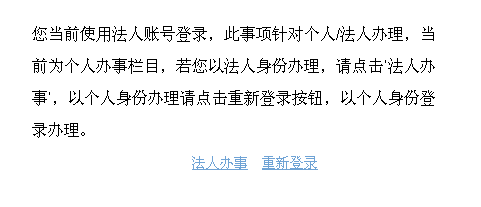 您当前使用法人账号登录，此事项针对个人/法人办理，当
前为个人办事栏目，若您以法人身份办理，请点击'法人办
事'，以个人身份办理请点击重新登录按钮，以个人身份登
录办理。
法人办事 重新登录